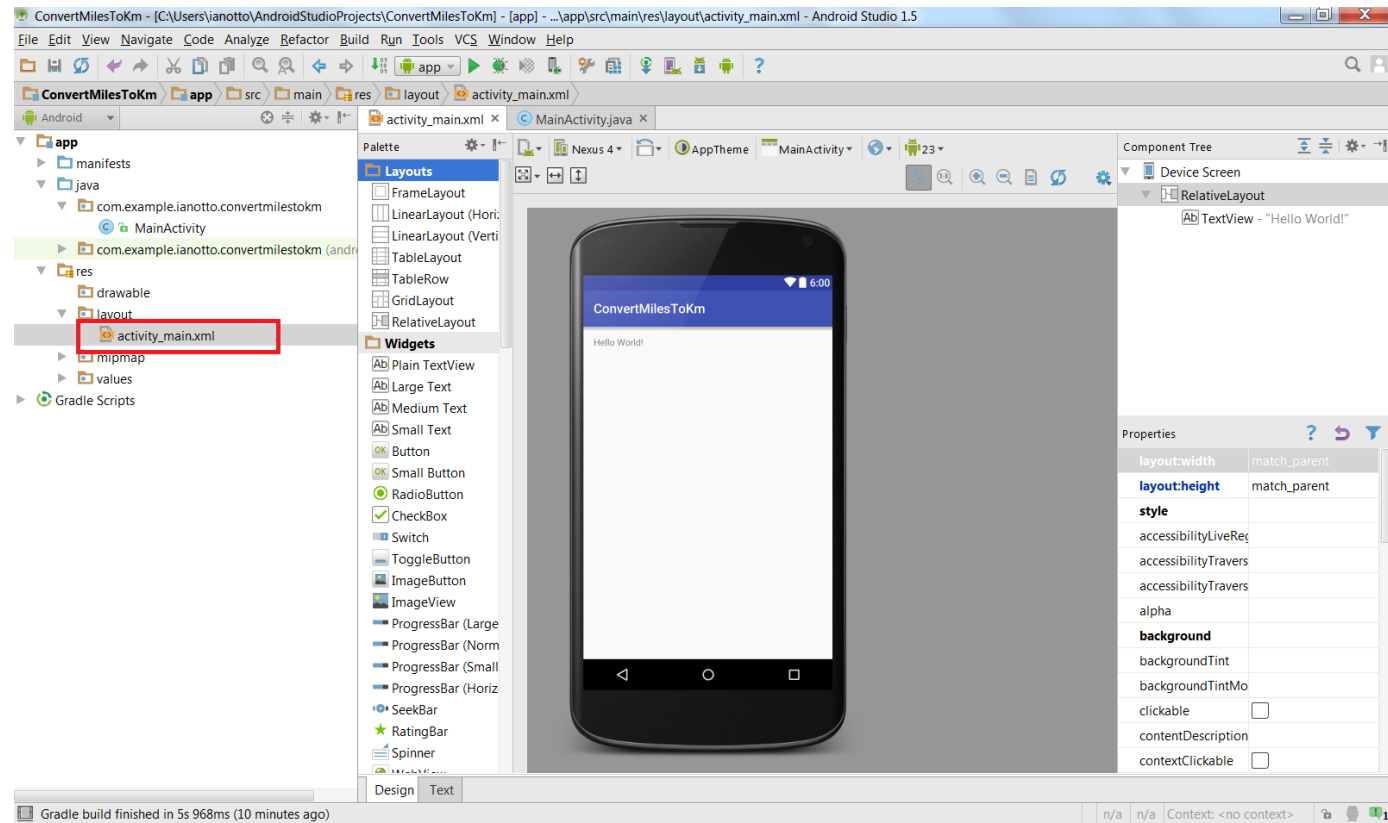 ConvertMilesToKm - [C:\Users\ianotto\AndroidStudioProjects\ConvertMilesToKm] - [app] - ...\app\src\main\res\layout\activity_main.xml - Android Studio 1.5
File Edit View Navigate Code Analyze Refactor Build Run Tools VCS Window Help
app
ConvertMilesToKm app src main res layout activity_main.xml
Android
app
manifests
java
com.example.ianotto.convertmilestokm
MainActivity
com.example.ianotto.convertmilestokm (andr
res
drawable
layout
activity_main.xml
mipmap
values
Gradle Scripts
activity_main.xml MainActivity.java
Palette
Layouts
FrameLayout
LinearLayout (Hori
LinearLayout (Verti
TableLayout
TableRow
GridLayout
RelativeLayout
Widgets
Plain TextView
Large Text
Medium Text
Small Text
Button
Small Button
RadioButton
CheckBox
Switch
ToggleButton
ImageButton
ImageView
ProgressBar (Large
ProgressBar (Norm
ProgressBar (Small
ProgressBar (Horiz
SeekBar
RatingBar
Spinner
Nexus 4 AppTheme MainActivity 23
6:00
ConvertMilesToKm
Hello World!
Component Tree
Device Screen
RelativeLayout
Ab TextView - "Hello World!"
Properties
layout:width match_parent
layout:height match_parent
style
accessibilityLiveReg
accessibilityTravers
accessibilityTravers
alpha
background
backgroundTint
backgroundTintMo
clickable
contentDescription
contextClickable
Design Text
Gradle build finished in 5s 968ms (10 minutes ago)
n/a n/a Context: <no context>
1